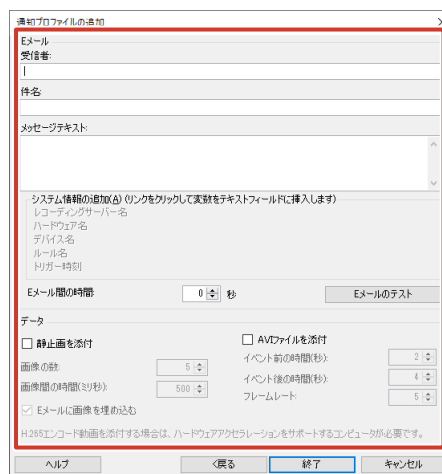 通知プロファイルの追加
Eメール
受信者:
件名:
メッセージテキスト:
システム情報の追加(A) (リンクをクリックして変数をテキストフィールドに挿入します)
レコーディングサーバー名
ハードウェア名
デバイス名
ルール名
トリガー時刻
Eメール間の時間: 0 秒 Eメールのテスト
データ
静止画を添付
画像の数: 5
画像間の時間(ミリ秒): 500
Eメールに画像を埋め込む
AVIファイルを添付
イベント前の時間(秒): 2
イベント後の時間(秒): 4
フレームレート: 5
H.265エンコード動画を添付する場合は、ハードウェアアクセラレーションをサポートするコンピュータが必要です。
ヘルプ <戻る 終了 キャンセル